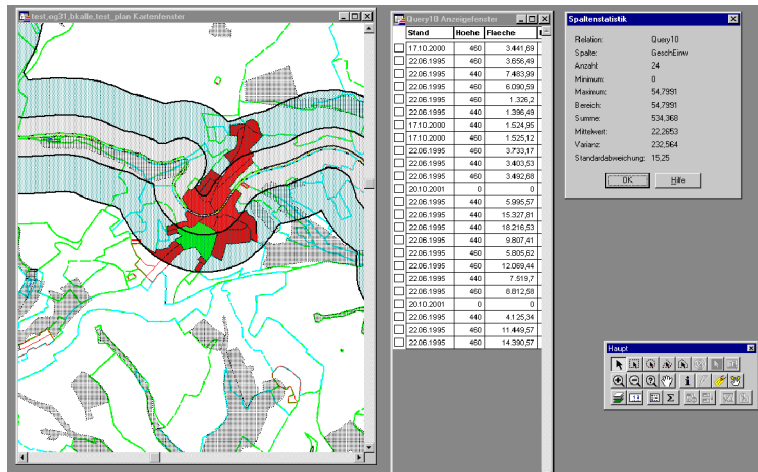 test,og31,bkalle,test_plan Kartenfenster
Query10 Anzeigefenster
Stand Hoehe Flaeche
17.10.2000 460 3.441,69
22.06.1995 460 3.656,49
22.06.1995 440 7.483,99
22.06.1995 460 6.090,59
22.06.1995 460 1.326,2
22.06.1995 440 1.396,49
17.10.2000 440 1.524,95
17.10.2000 460 1.525,12
22.06.1995 460 3.733,17
22.06.1995 440 3.403,53
22.06.1995 460 3.492,68
20.10.2001 0 0
22.06.1995 440 5.995,57
22.06.1995 460 15.327,81
22.06.1995 460 18.216,53
22.06.1995 460 9.807,41
22.06.1995 460 5.805,62
22.06.1995 460 12.069,44
22.06.1995 440 7.519,7
22.06.1995 460 8.812,58
20.10.2001 0 0
22.06.1995 440 4.125,34
22.06.1995 460 11.449,57
22.06.1995 460 14.390,57
Spaltenstatistik
Relation: Query10
Spalte: GeschEinw
Anzahl: 24
Minimum: 0
Maximum: 54,7991
Bereich: 54,7991
Summe: 534,368
Mittelwert: 22,2653
Varianz: 232,564
Standardabweichung: 15,25
OK Hilfe
Haupt